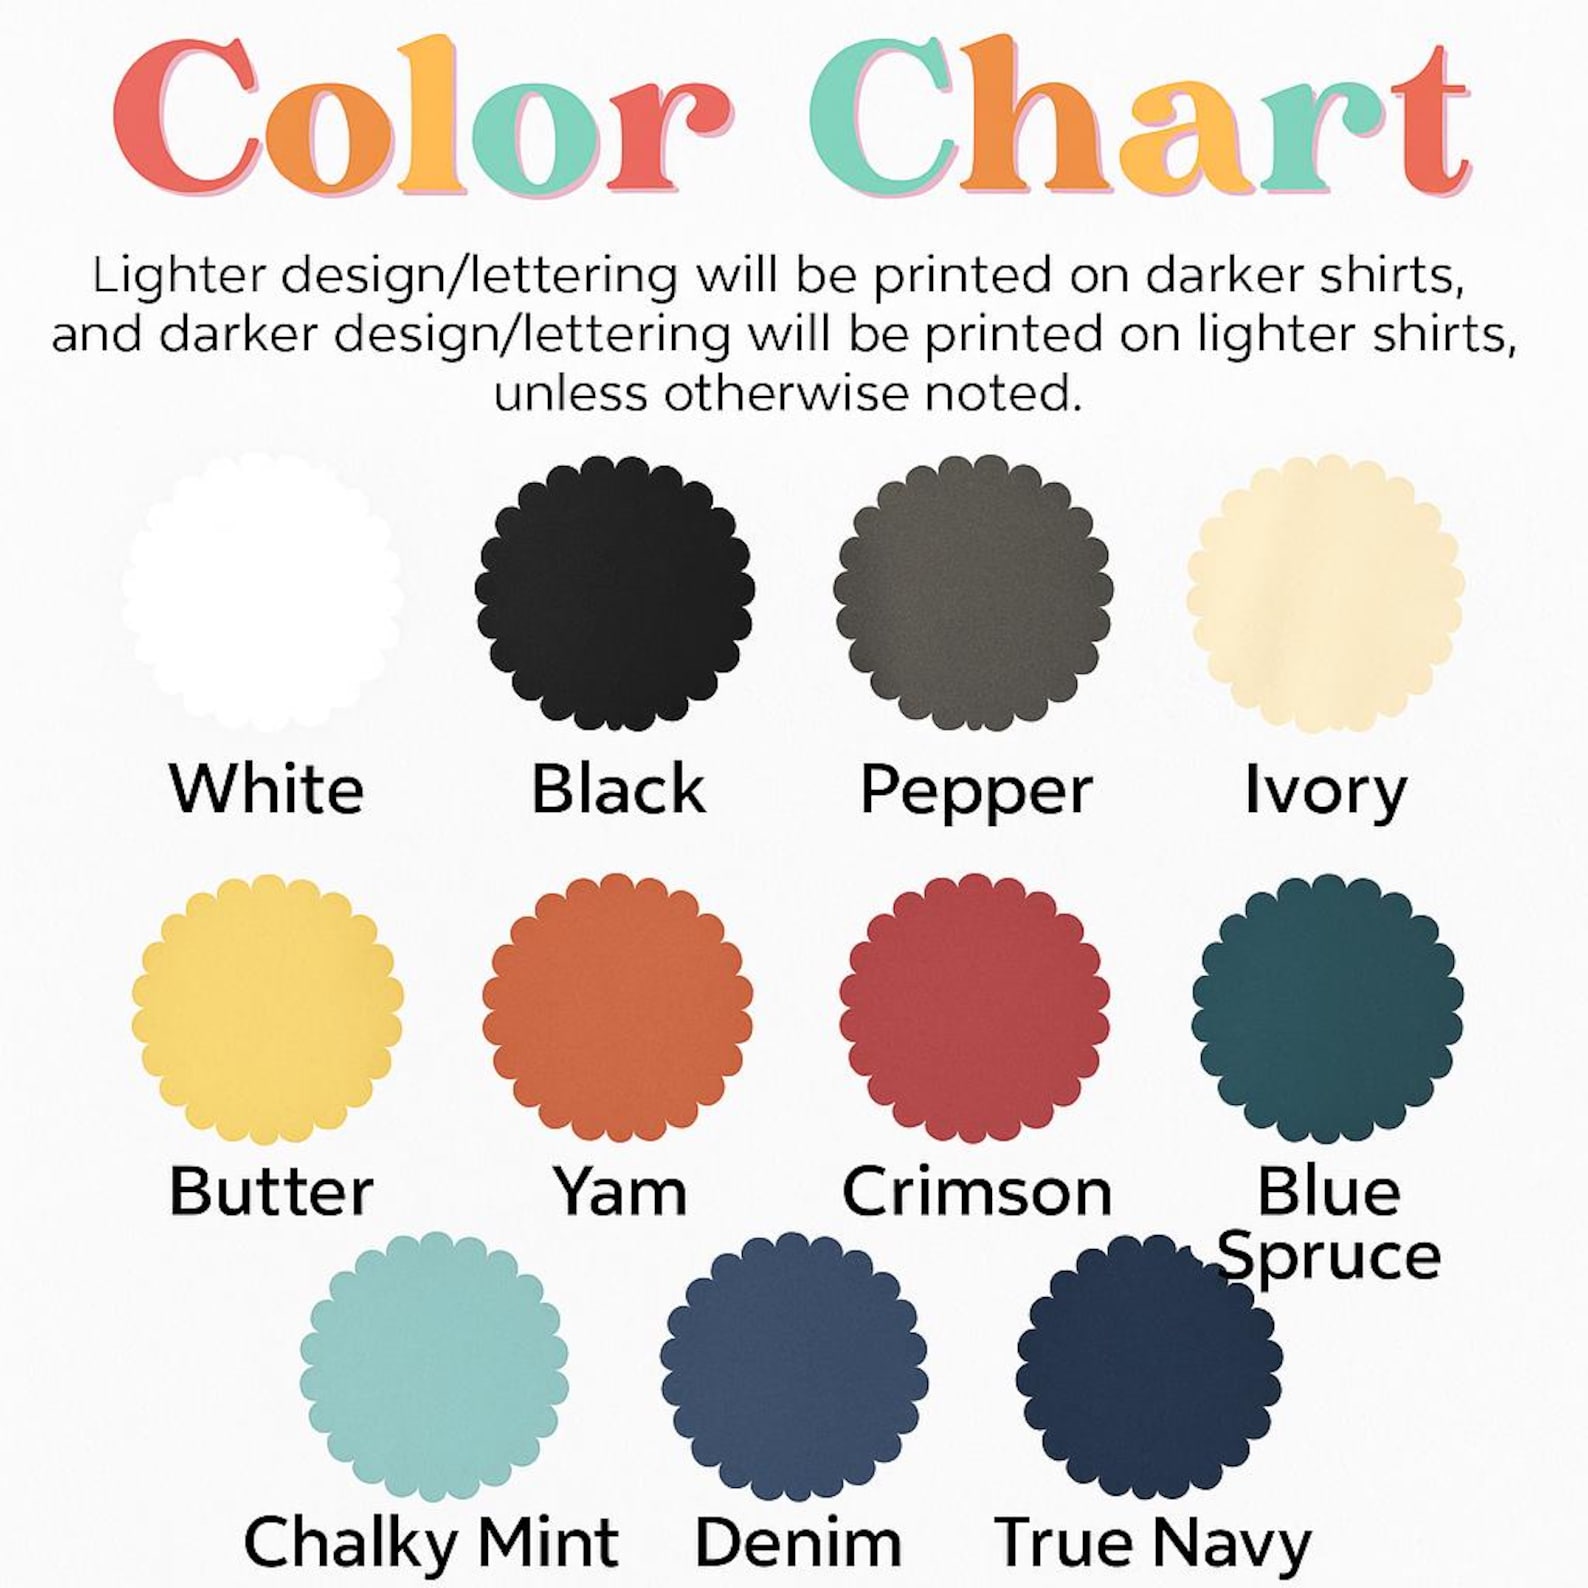 Color Chart
Lighter design/lettering will be printed on darker shirts,
and darker design/lettering will be printed on lighter shirts,
unless otherwise noted.
White
Black
Pepper
Ivory
Butter
Yam
Crimson
Blue
Spruce
Chalky Mint
Denim
True Navy